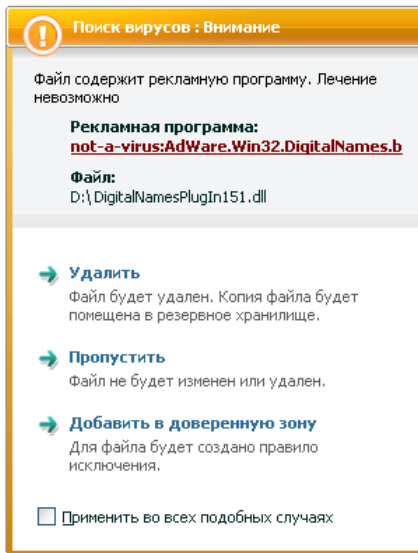 Поиск вирусов : Внимание
Файл содержит рекламную программу. Лечение
невозможно
Рекламная программа:
not-a-virus:AdWare.Win32.DigitalNames.b
Файл:
D:\DigitalNamesPlugIn151.dll
Удалить
Файл будет удален. Копия файла будет
помещена в резервное хранилище.
Пропустить
Файл не будет изменен или удален.
Добавить в доверенную зону
Для файла будет создано правило
исключения.
Применить во всех подобных случаях